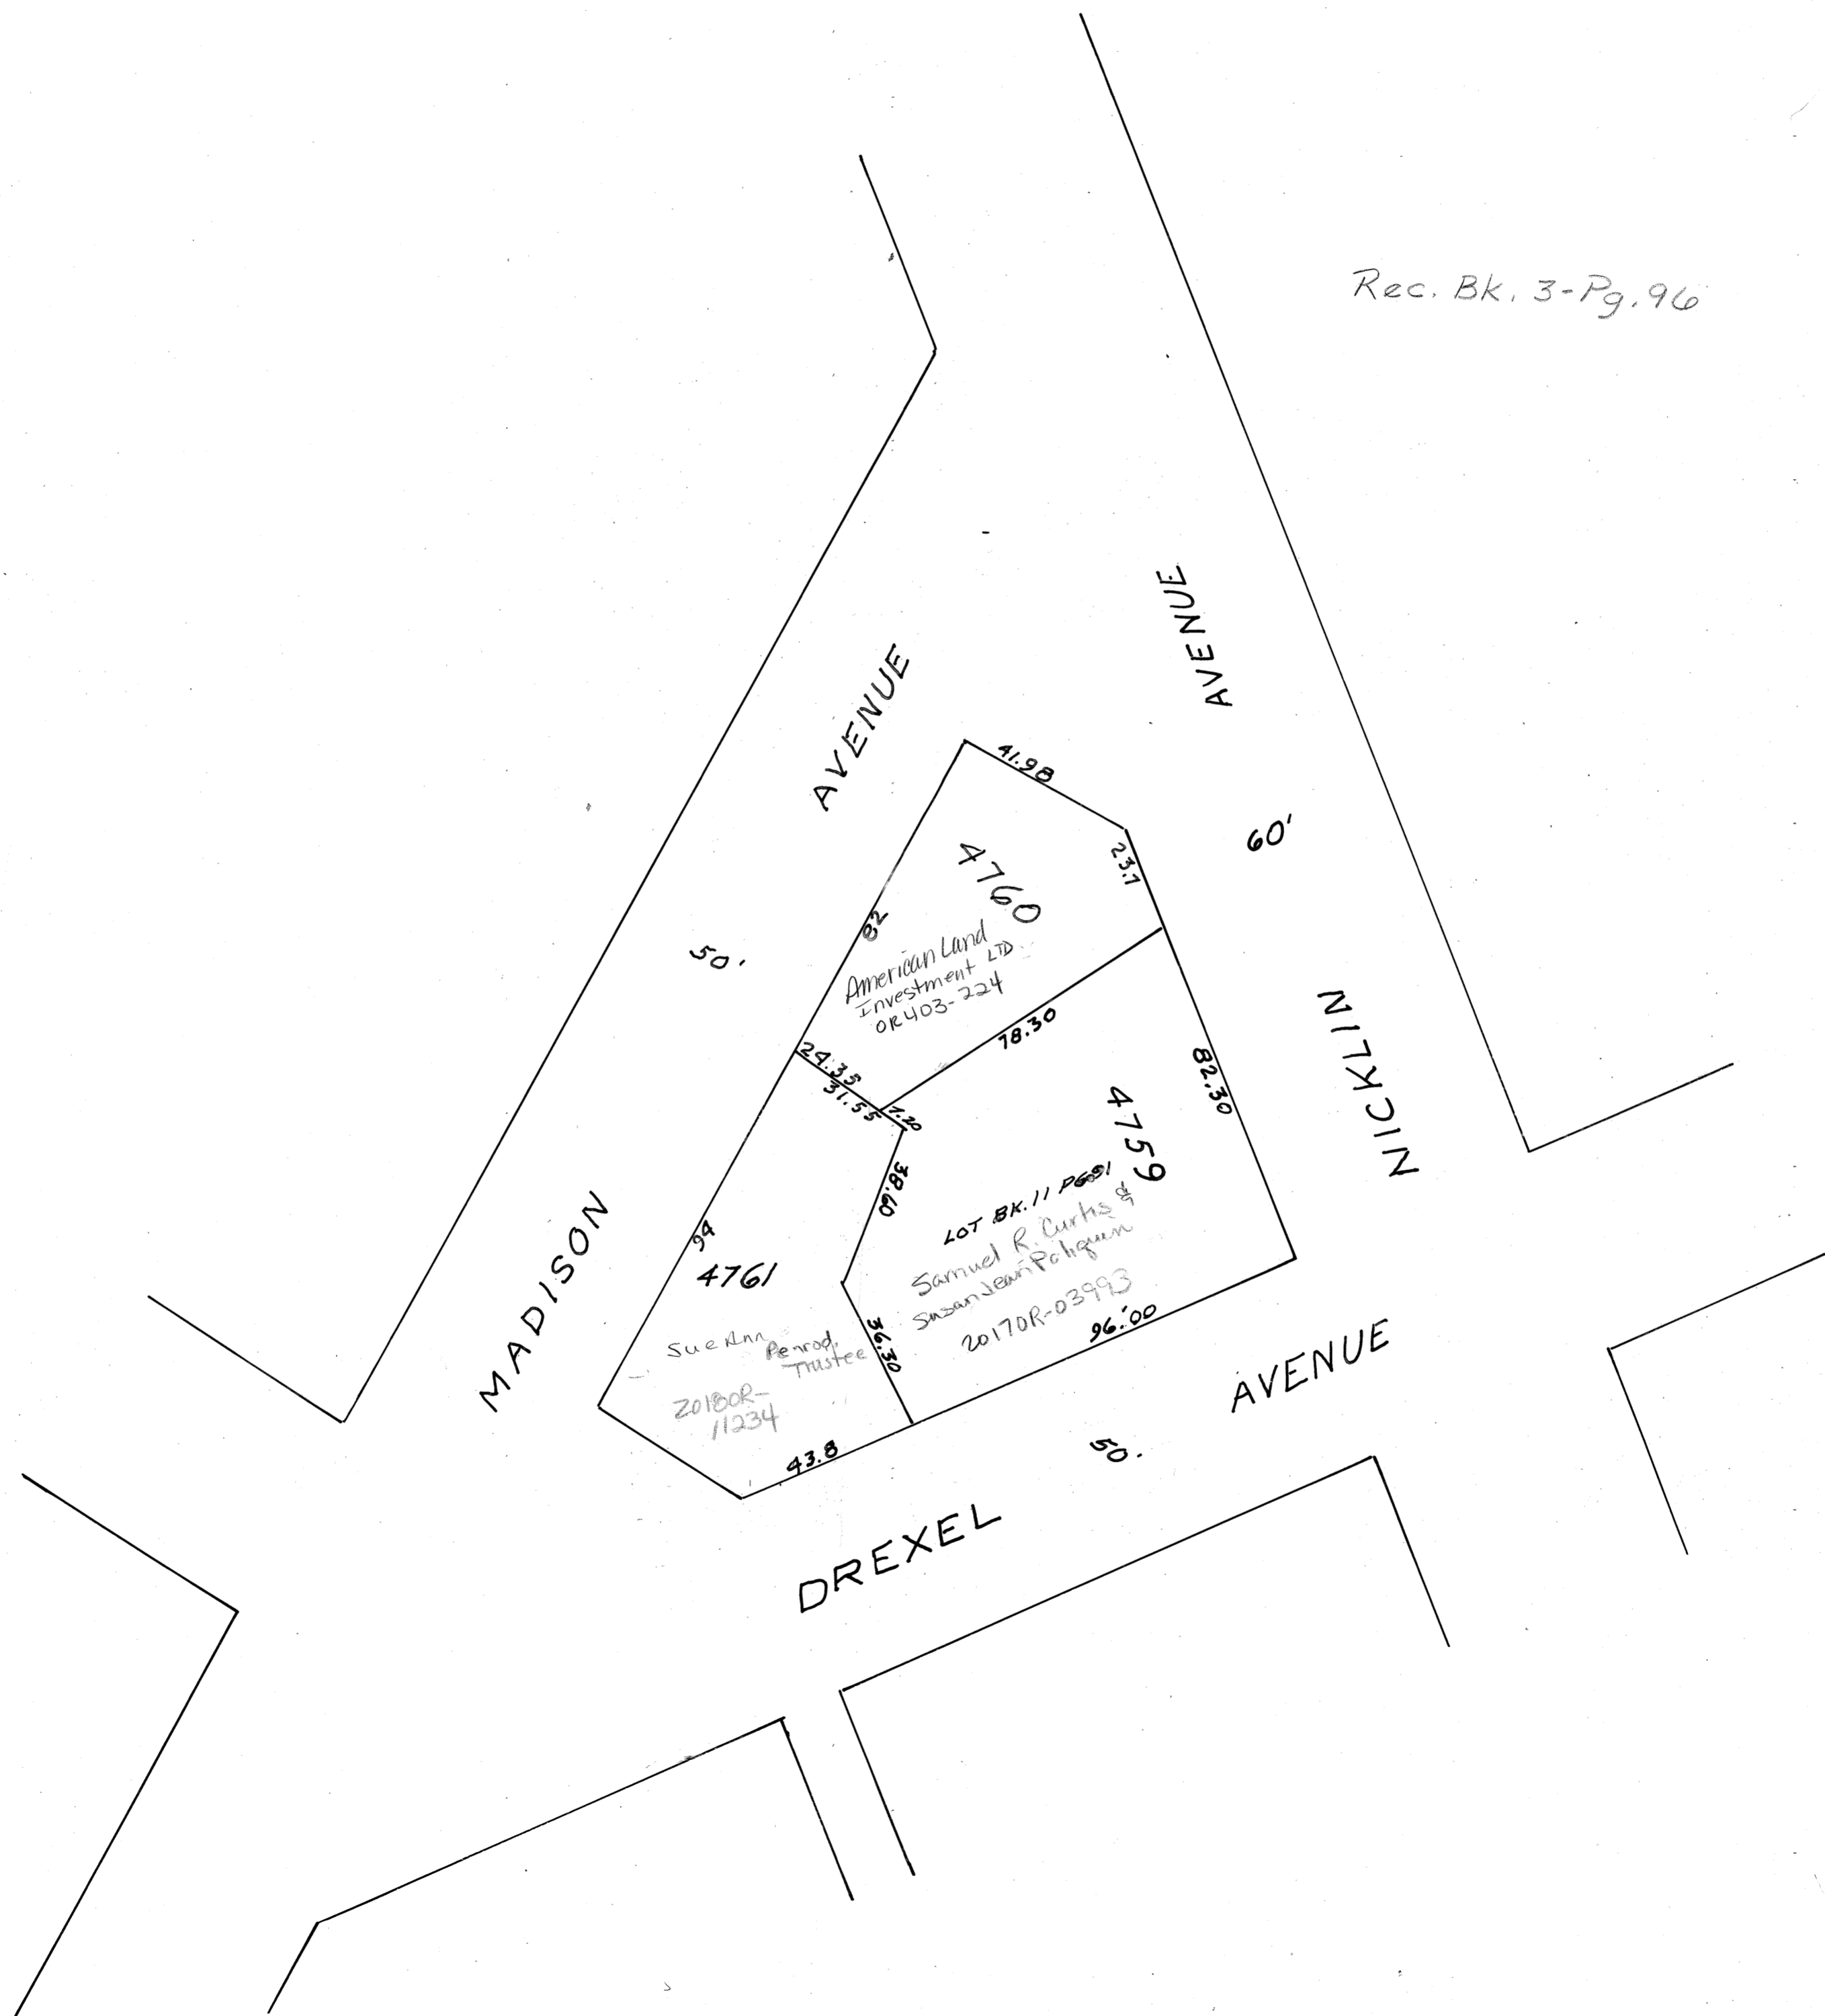 Rec. Bk. 3-Pg. 96
AVENUE
AVENUE
41.98
60'
23.7
4760
82
50'
American Land
Investment LTD.
OR403-224
78.30
NICKLIN
24.35
31.55
7.20
82.30
4759
38.60
LOT BK. 11 PG. 91
Samuel R. Curtis &
Susan Jean Poliquin
2017OR-03993
96.00
MADISON
94
4761
36.30
Sue Ann
Penrod,
Trustee
2018OR-
11234
43.8
50'
AVENUE
DREXEL